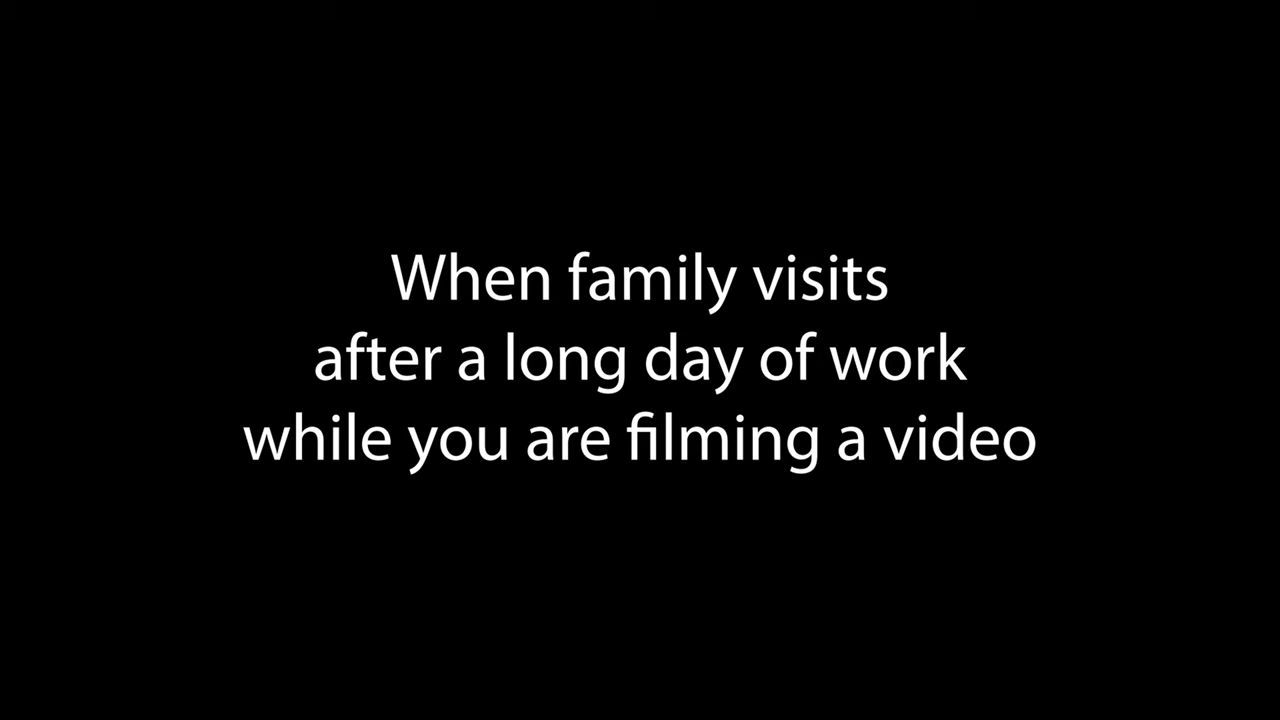 When family visits
after a long day of work
while you are filming a video